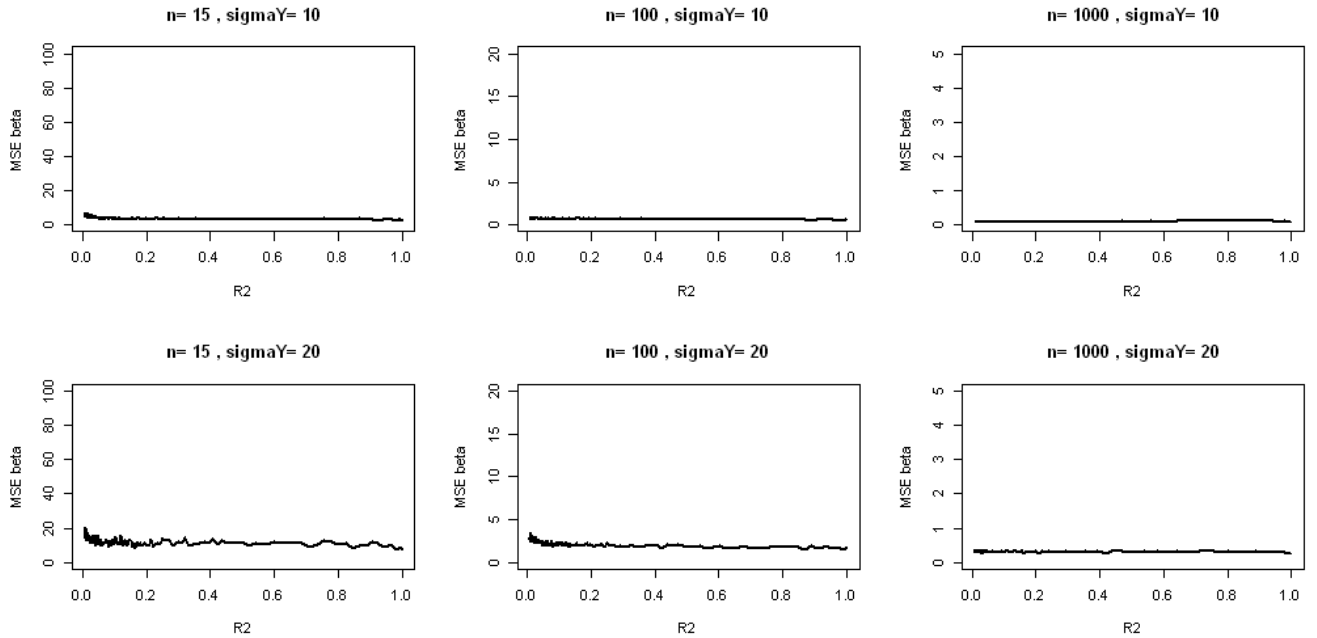 n= 15 , sigmaY= 10
MSE beta
0 20 40 60 80 100
0.0 0.2 0.4 0.6 0.8 1.0
R2
n= 100 , sigmaY= 10
MSE beta
0 5 10 15 20
0.0 0.2 0.4 0.6 0.8 1.0
R2
n= 1000 , sigmaY= 10
MSE beta
0 1 2 3 4 5
0.0 0.2 0.4 0.6 0.8 1.0
R2
n= 15 , sigmaY= 20
MSE beta
0 20 40 60 80 100
0.0 0.2 0.4 0.6 0.8 1.0
R2
n= 100 , sigmaY= 20
MSE beta
0 5 10 15 20
0.0 0.2 0.4 0.6 0.8 1.0
R2
n= 1000 , sigmaY= 20
MSE beta
0 1 2 3 4 5
0.0 0.2 0.4 0.6 0.8 1.0
R2